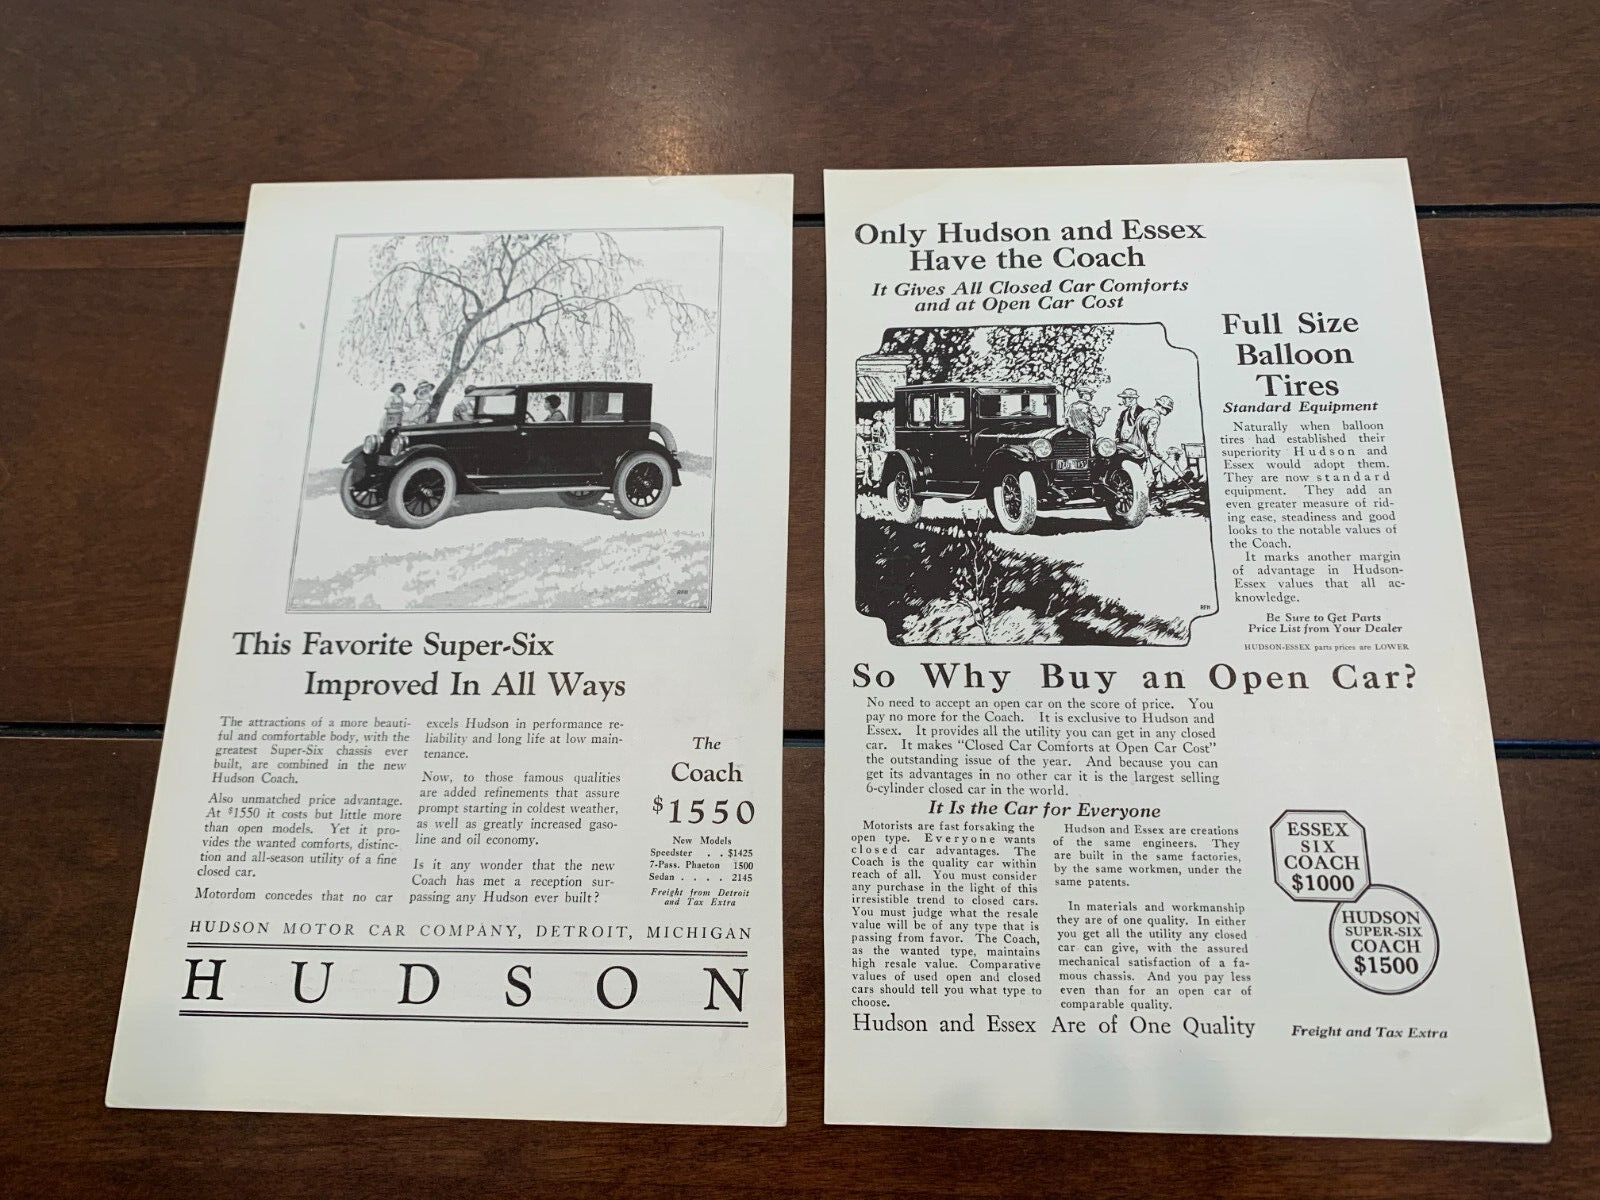 RFH
This Favorite Super-Six
Improved In All Ways
The attractions of a more beauti-
ful and comfortable body, with the
greatest Super-Six chassis ever
built, are combined in the new
Hudson Coach.
Also unmatched price advantage.
At $1550 it costs but little more
than open models. Yet it pro-
vides the wanted comforts, distinc-
tion and all-season utility of a fine
closed car.
Motordom concedes that no car
excels Hudson in performance re-
liability and long life at low main-
tenance.
Now, to those famous qualities
are added refinements that assure
prompt starting in coldest weather,
as well as greatly increased gaso-
line and oil economy.
Is it any wonder that the new
Coach has met a reception sur-
passing any Hudson ever built?
The
Coach
$1550
New Models
Speedster . . $1425
7-Pass. Phaeton 1500
Sedan . . . . 2145
Freight from Detroit
and Tax Extra
HUDSON MOTOR CAR COMPANY, DETROIT, MICHIGAN
HUDSON
Only Hudson and Essex
Have the Coach
It Gives All Closed Car Comforts
and at Open Car Cost
RFH
Full Size
Balloon
Tires
Standard Equipment
Naturally when balloon
tires had established their
superiority Hudson and
Essex would adopt them.
They are now standard
equipment. They add an
even greater measure of rid-
ing ease, steadiness and good
looks to the notable values of
the Coach.
It marks another margin
of advantage in Hudson-
Essex values that all ac-
knowledge.
Be Sure to Get Parts
Price List from Your Dealer
HUDSON-ESSEX parts prices are LOWER
So Why Buy an Open Car?
No need to accept an open car on the score of price. You
pay no more for the Coach. It is exclusive to Hudson and
Essex. It provides all the utility you can get in any closed
car. It makes "Closed Car Comforts at Open Car Cost"
the outstanding issue of the year. And because you can
get its advantages in no other car it is the largest selling
6-cylinder closed car in the world.
It Is the Car for Everyone
Motorists are fast forsaking the
open type. Everyone wants
closed car advantages. The
Coach is the quality car within
reach of all. You must consider
any purchase in the light of this
irresistible trend to closed cars.
You must judge what the resale
value will be of any type that is
passing from favor. The Coach,
as the wanted type, maintains
high resale value. Comparative
values of used open and closed
cars should tell you what type to
choose.
Hudson and Essex are creations
of the same engineers. They
are built in the same factories,
by the same workmen, under the
same patents.
In materials and workmanship
they are of one quality. In either
you get all the utility any closed
car can give, with the assured
mechanical satisfaction of a fa-
mous chassis. And you pay less
even than for an open car of
comparable quality.
ESSEX
SIX
COACH
$1000
HUDSON
SUPER-SIX
COACH
$1500
Hudson and Essex Are of One Quality
Freight and Tax Extra